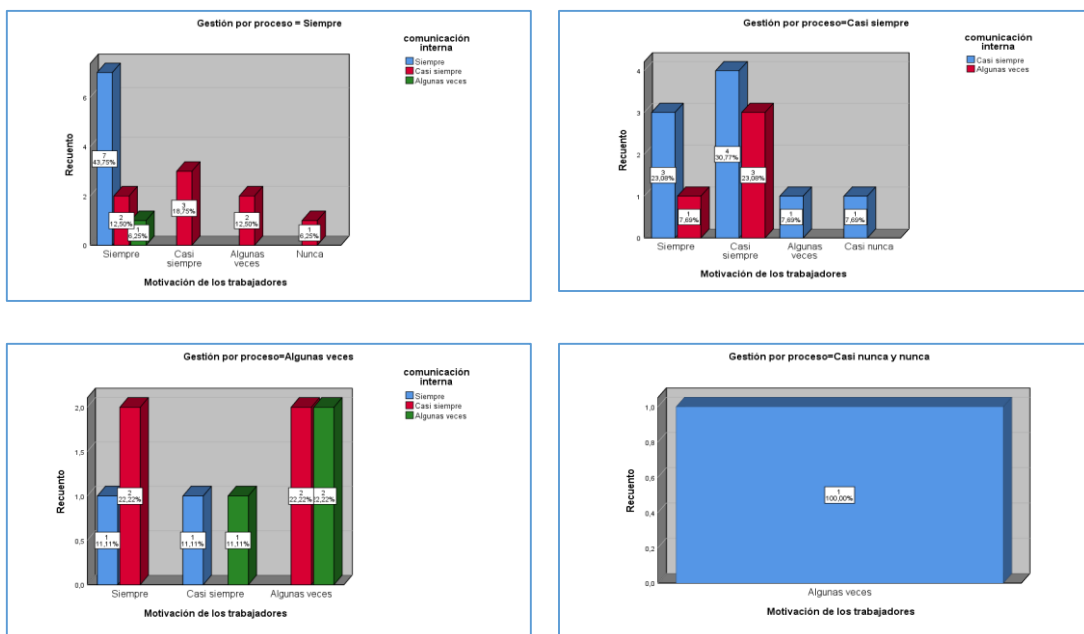 Gestión por proceso = Siempre
comunicación
interna
Siempre
Casi siempre
Algunas veces
Recuento
6
4
2
0
7
43,75%
2
12,50%
1
6,25%
3
18,75%
2
12,50%
1
6,25%
Siempre
Casi
siempre
Algunas
veces
Nunca
Motivación de los trabajadores
Gestión por proceso=Casi siempre
comunicación
interna
Casi siempre
Algunas veces
Recuento
4
3
2
1
0
3
23,08%
1
7,69%
4
30,77%
3
23,08%
1
7,69%
1
7,69%
Siempre
Casi
siempre
Algunas
veces
Casi nunca
Motivación de los trabajadores
Gestión por proceso=Algunas veces
comunicación
interna
Siempre
Casi siempre
Algunas veces
Recuento
2,0
1,5
1,0
0,5
0,0
1
11,11%
2
22,22%
1
11,11%
1
11,11%
2
22,22%
2
22,22%
Siempre
Casi siempre
Algunas veces
Motivación de los trabajadores
Gestión por proceso=Casi nunca y nunca
Recuento
1,0
0,8
0,6
0,4
0,2
0,0
1
100,00%
Algunas veces
Motivación de los trabajadores